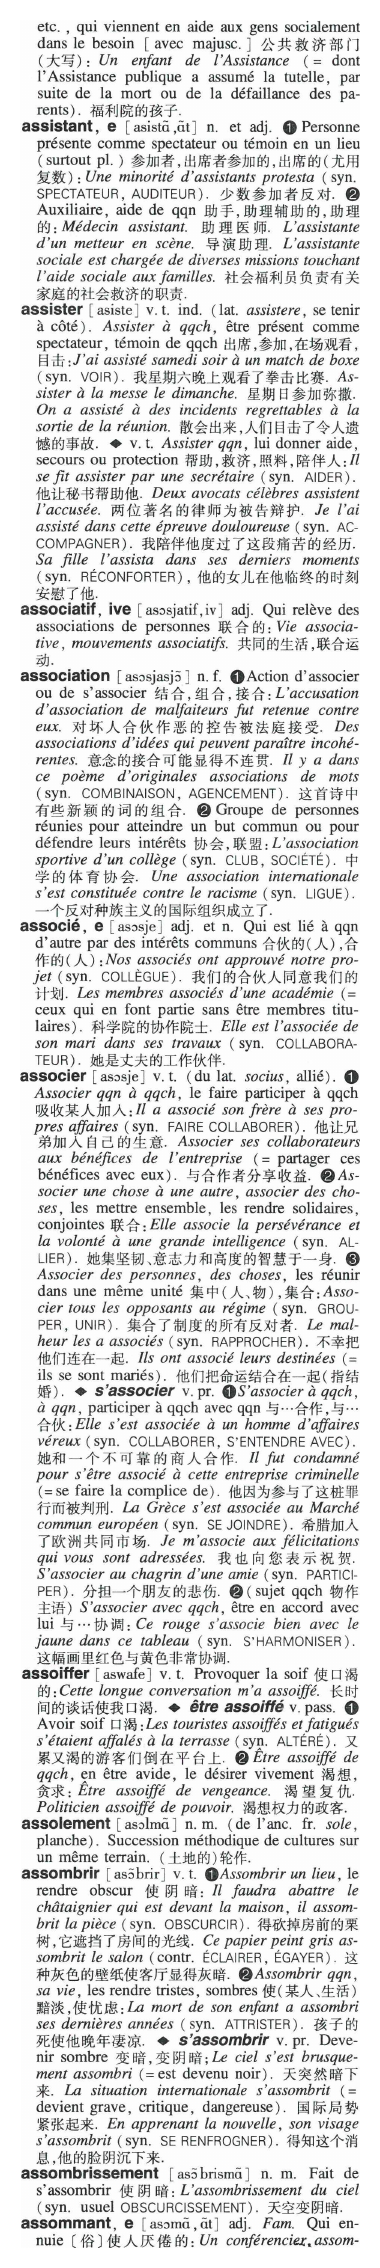 etc. , qui viennent en aide aux gens socialement
dans le besoin [ avec majusc. ] 公共救济部门
(大写) : Un enfant de l'Assistance (= dont
l'Assistance publique a assumé la tutelle, par
suite de la mort ou de la défaillance des pa-
rents). 福利院的孩子.
assistant, e [asistɑ̃, ɑ̃t] n. et adj. ❶ Personne
présente comme spectateur ou témoin en un lieu
(surtout pl. ) 参加者,出席者参加的,出席的(尤用
复数) : Une minorité d'assistants protesta (syn.
SPECTATEUR, AUDITEUR). 少数参加者反对. ❷
Auxiliaire, aide de qqn 助手,助理辅助的,助理
的: Médecin assistant. 助理医师. L'assistante
d'un metteur en scène. 导演助理. L'assistante
sociale est chargée de diverses missions touchant
l'aide sociale aux familles. 社会福利员负责有关
家庭的社会救济的职责.
assister [asiste] v. t. ind. (lat. assistere, se tenir
à côté). Assister à qqch, être présent comme
spectateur, témoin de qqch 出席,参加,在场观看,
目击:J'ai assisté samedi soir à un match de boxe
(syn. VOIR). 我星期六晚上观看了拳击比赛. As-
sister à la messe le dimanche. 星期日参加弥撒.
On a assisté à des incidents regrettables à la
sortie de la réunion. 散会出来,人们目击了令人遗
憾的事故. ◆ v. t. Assister qqn, lui donner aide,
secours ou protection 帮助,救济,照料,陪伴人:Il
se fit assister par une secrétaire (syn. AIDER).
他让秘书帮助他. Deux avocats célèbres assistent
l'accusée. 两位著名的律师为被告辩护. Je l'ai
assisté dans cette épreuve douloureuse (syn. AC-
COMPAGNER). 我陪伴他度过了这段痛苦的经历.
Sa fille l'assista dans ses derniers moments
(syn. RÉCONFORTER), 他的女儿在他临终的时刻
安慰了他.
associatif, ive [asɔsjatif, iv] adj. Qui relève des
associations de personnes 联合的: Vie associa-
tive, mouvements associatifs. 共同的生活,联合运
动.
association [asɔsjasjɔ̃] n. f. ❶Action d'associer
ou de s'associer 结合,组合,接合: L'accusation
d'association de malfaiteurs fut retenue contre
eux. 对坏人合伙作恶的控告被法庭接受. Des
associations d'idées qui peuvent paraître incohé-
rentes. 意念的接合可能显得不连贯. Il y a dans
ce poème d'originales associations de mots
(syn. COMBINAISON, AGENCEMENT). 这首诗中
有些新颖的词的组合. ❷ Groupe de personnes
réunies pour atteindre un but commun ou pour
défendre leurs intérêts 协会,联盟: L'association
sportive d'un collège (syn. CLUB, SOCIÉTÉ). 中
学的体育协会. Une association internationale
s'est constituée contre le racisme (syn. LIGUE).
一个反对种族主义的国际组织成立了.
associé, e [asɔsje] adj. et n. Qui est lié à qqn
d'autre par des intérêts communs 合伙的(人),合
作的(人) : Nos associés ont approuvé notre pro-
jet (syn. COLLÈGUE). 我们的合伙人同意我们的
计划. Les membres associés d'une académie (=
ceux qui en font partie sans être membres titu-
laires). 科学院的协作院士. Elle est l'associée de
son mari dans ses travaux (syn. COLLABORA-
TEUR). 她是丈夫的工作伙伴.
associer [asɔsje] v. t. (du lat. socius, allié). ❶
Associer qqn à qqch, le faire participer à qqch
吸收某人加入:Il a associé son frère à ses pro-
pres affaires (syn. FAIRE COLLABORER). 他让兄
弟加入自己的生意. Associer ses collaborateurs
aux bénéfices de l'entreprise (= partager ces
bénéfices avec eux). 与合作者分享收益. ❷As-
socier une chose à une autre, associer des cho-
ses, les mettre ensemble, les rendre solidaires,
conjointes 联合: Elle associe la persévérance et
la volonté à une grande intelligence (syn. AL-
LIER). 她集坚韧、意志力和高度的智慧于一身. ❸
Associer des personnes, des choses, les réunir
dans une même unité 集中(人、物),集合:Asso-
cier tous les opposants au régime (syn. GROU-
PER, UNIR). 集合了制度的所有反对者. Le mal-
heur les a associés (syn. RAPPROCHER). 不幸把
他们连在一起. Ils ont associé leurs destinées (=
ils se sont mariés). 他们把命运结合在一起(指结
婚). ◆ s'associer v. pr. ❶S'associer à qqch,
à qqn, participer à qqch avec qqn 与…合作,与…
合伙:Elle s'est associée à un homme d'affaires
véreux (syn. COLLABORER, S'ENTENDRE AVEC).
她和一个不可靠的商人合作. Il fut condamné
pour s'être associé à cette entreprise criminelle
(=se faire la complice de). 他因为参与了这桩罪
行而被判刑. La Grèce s'est associée au Marché
commun européen (syn. SE JOINDRE). 希腊加入
了欧洲共同市场. Je m'associe aux félicitations
qui vous sont adressées. 我也向您表示祝贺.
S'associer au chagrin d'une amie (syn. PARTICI-
PER). 分担一个朋友的悲伤. ❷ (sujet qqch 物作
主语) S'associer avec qqch, être en accord avec
lui 与…协调: Ce rouge s'associe bien avec le
jaune dans ce tableau (syn. S'HARMONISER).
这幅画里红色与黄色非常协调.
assoiffer [aswafe] v. t. Provoquer la soif 使口渴
的:Cette longue conversation m'a assoiffé. 长时
间的谈话使我口渴. ◆ être assoiffé v. pass. ❶
Avoir soif 口渴:Les touristes assoiffés et fatigués
s'étaient affalés à la terrasse (syn. ALTÉRÉ). 又
累又渴的游客们倒在平台上. ❷ Être assoiffé de
qqch, en être avide, le désirer vivement 渴想,
贪求: Être assoiffé de vengeance. 渴望复仇.
Politicien assoiffé de pouvoir. 渴想权力的政客.
assolement [asɔlmɑ̃] n. m. (de l'anc. fr. sole,
planche). Succession méthodique de cultures sur
un même terrain. (土地的)轮作.
assombrir [asɔ̃brir] v. t. ❶Assombrir un lieu, le
rendre obscur 使阴暗: Il faudra abattre le
châtaignier qui est devant la maison, il assom-
brit la pièce (syn. OBSCURCIR). 得砍掉房前的栗
树,它遮挡了房间的光线. Ce papier peint gris as-
sombrit le salon (contr. ÉCLAIRER, ÉGAYER). 这
种灰色的壁纸使客厅显得灰暗. ❷Assombrir qqn,
sa vie, les rendre tristes, sombres 使(某人、生活)
黯淡,使忧虑:La mort de son enfant a assombri
ses dernières années (syn. ATTRISTER). 孩子的
死使他晚年凄凉. ◆ s'assombrir v. pr. Deve-
nir sombre 变暗,变阴暗;Le ciel s'est brusque-
ment assombri (= est devenu noir). 天突然暗下
来. La situation internationale s'assombrit (=
devient grave, critique, dangereuse). 国际局势
紧张起来. En apprenant la nouvelle, son visage
s'assombrit (syn. SE RENFROGNER). 得知这个消
息,他的脸阴沉下来.
assombrissement [asɔ̃brismɑ̃] n. m. Fait de
s'assombrir 使阴暗: L'assombrissement du ciel
(syn. usuel OBSCURCISSEMENT). 天空变阴暗.
assommant, e [asɔmɑ̃, ɑ̃t] adj. Fam. Qui en-
nuie [俗]使人厌倦的: Un conférencier assom-